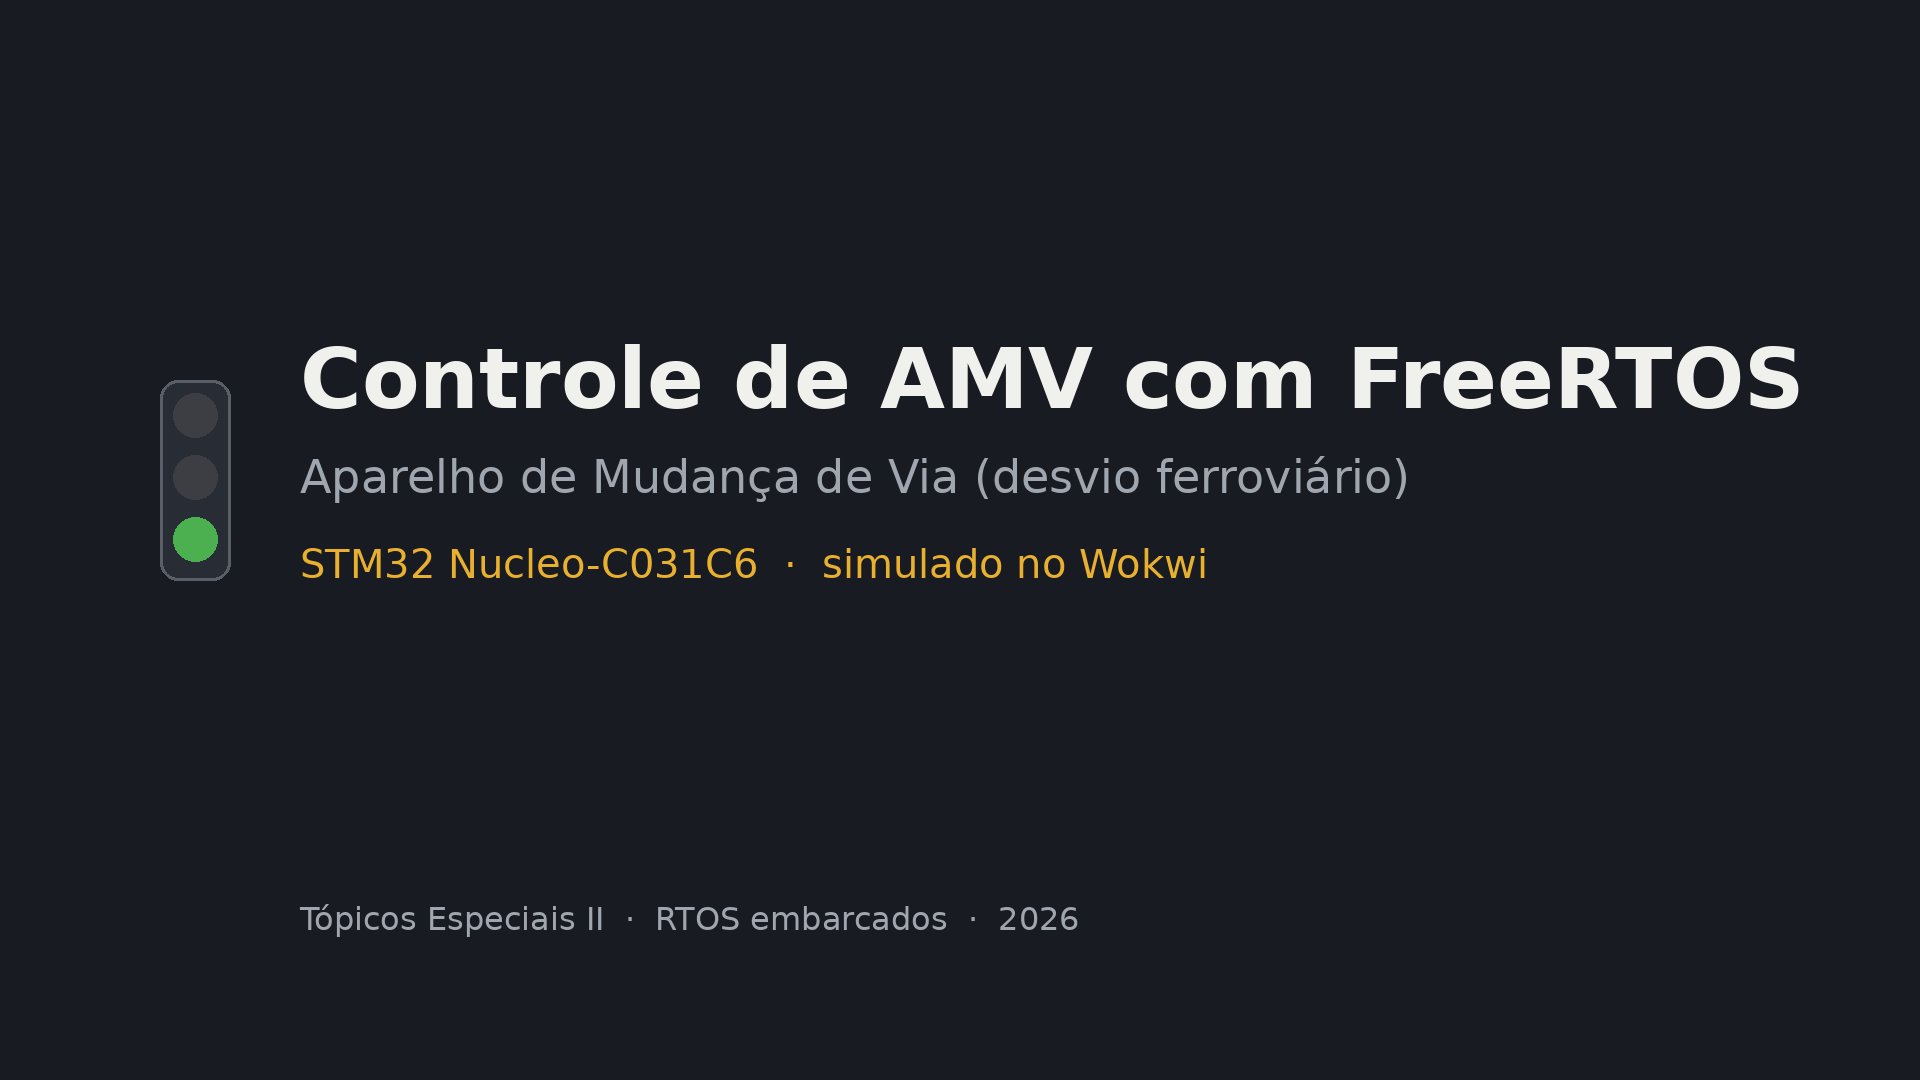 Controle de AMV com FreeRTOS
Aparelho de Mudança de Via (desvio ferroviário)
STM32 Nucleo-C031C6 · simulado no Wokwi
Tópicos Especiais II · RTOS embarcados · 2026